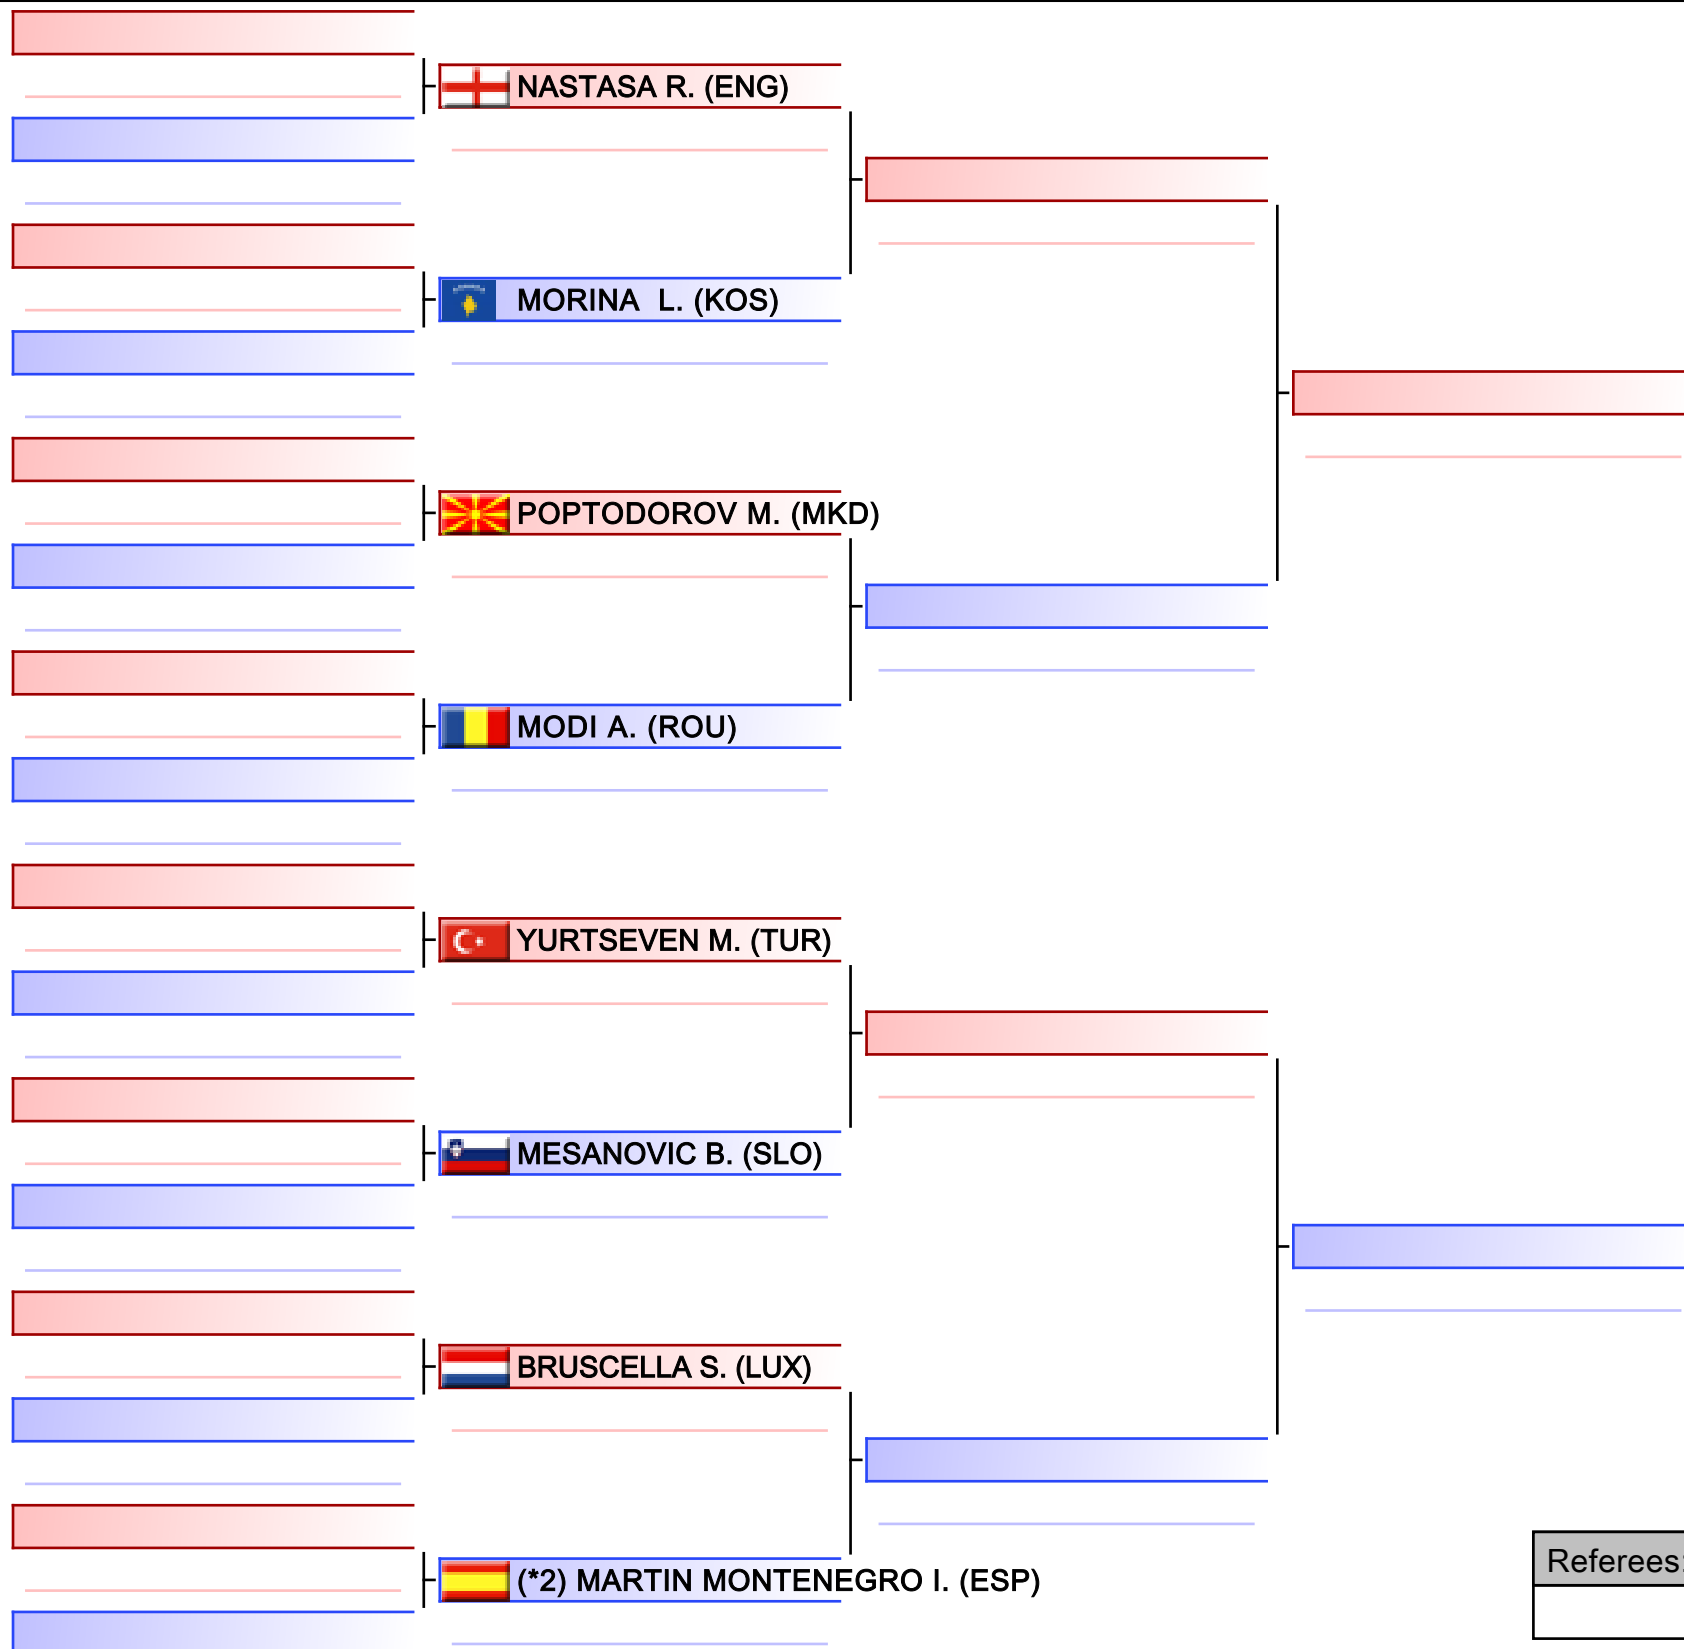 NASTASA R. (ENG)
MORINA  L. (KOS)
POPTODOROV M. (MKD)
MODI A. (ROU)
YURTSEVEN M. (TUR)
MESANOVIC B. (SLO)
BRUSCELLA S. (LUX)
(*2) MARTIN MONTENEGRO I. (ESP)
Referees: